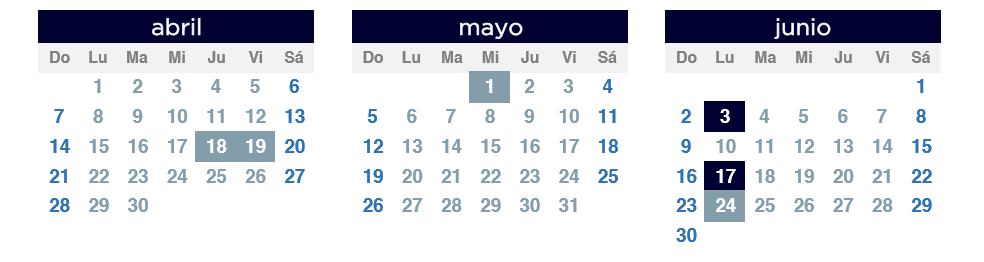 abril mayo junio
Do Lu Ma Mi Ju Vi Sá Do Lu Ma Mi Ju Vi Sá Do Lu Ma Mi Ju Vi Sá
1 2 3 4 5 6 1 2 3 4 1
7 8 9 10 11 12 13 5 6 7 8 9 10 11 2 3 4 5 6 7 8
14 15 16 17 18 19 20 12 13 14 15 16 17 18 9 10 11 12 13 14 15
21 22 23 24 25 26 27 19 20 21 22 23 24 25 16 17 18 19 20 21 22
28 29 30 26 27 28 29 30 31 23 24 25 26 27 28 29
30